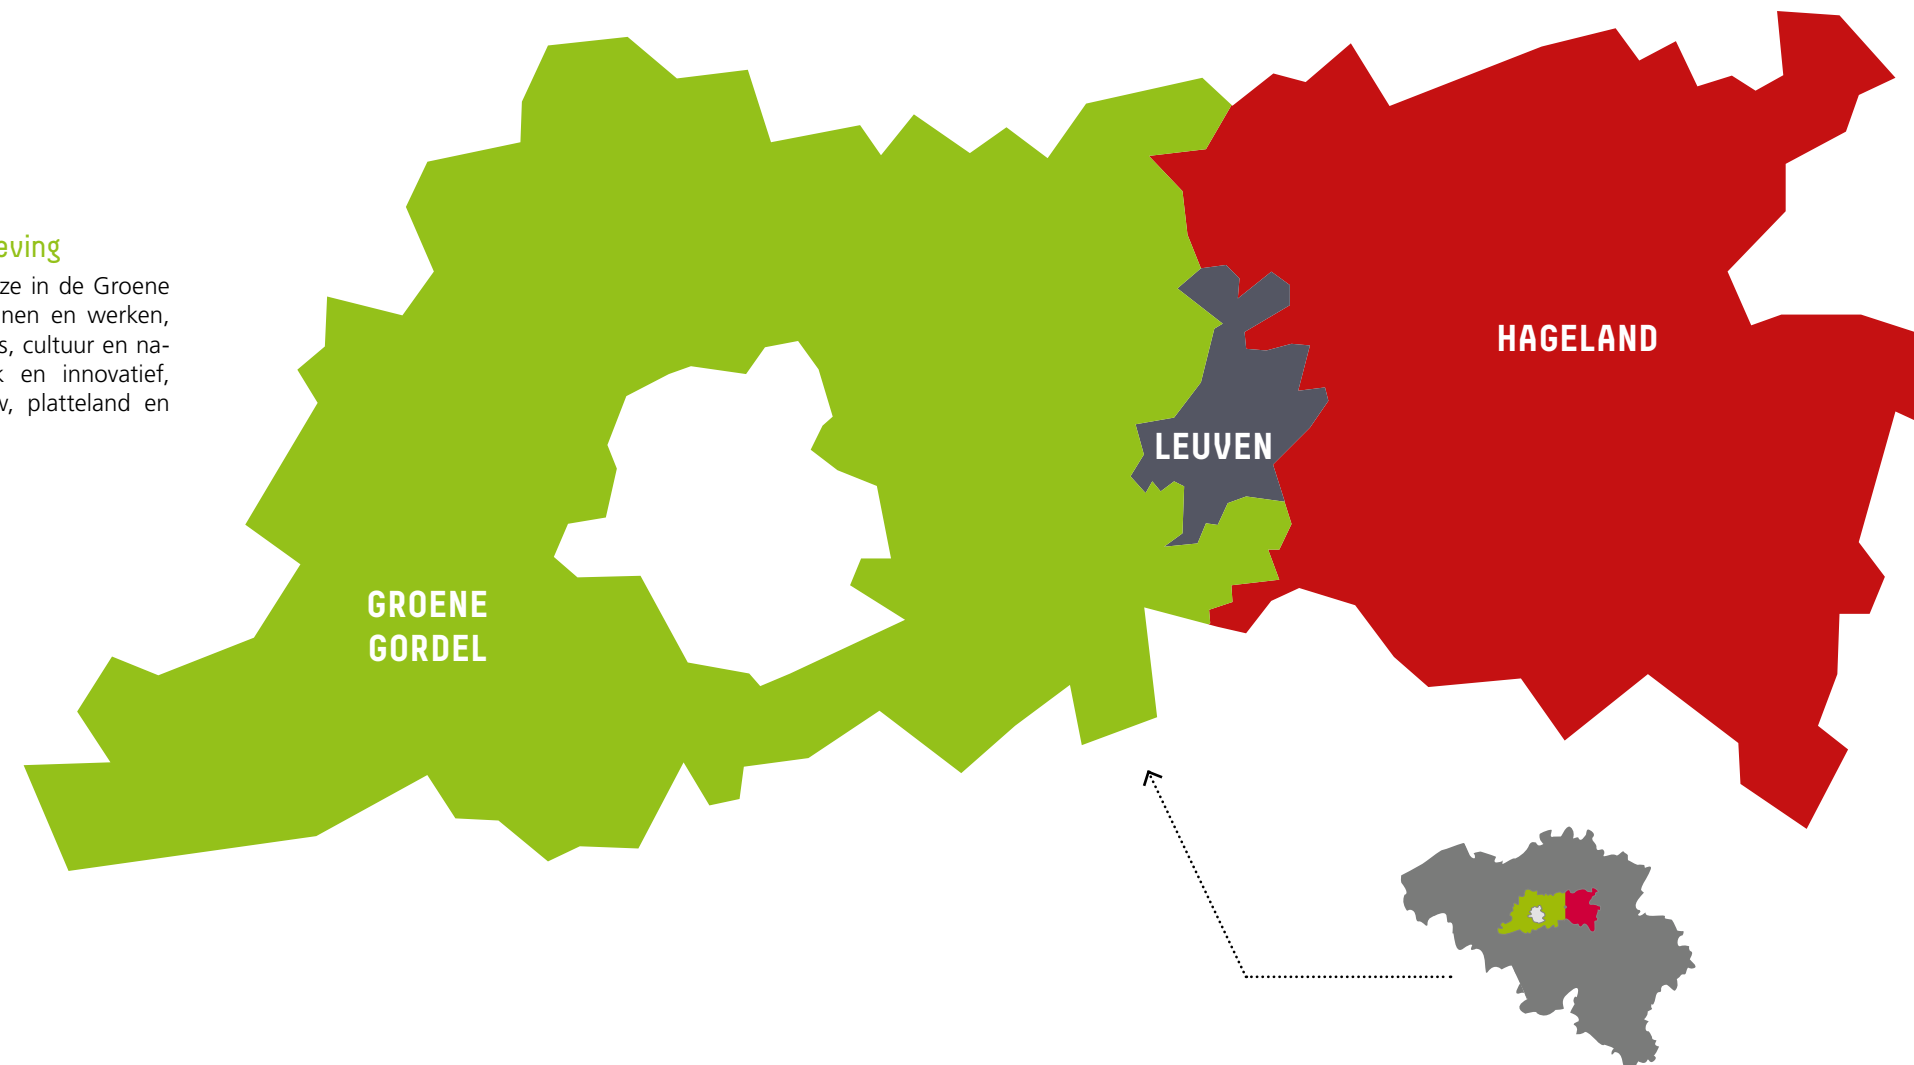 eving
ze in de Groene
nen en werken,
s, cultuur en na-
k en innovatief,
, platteland en
GROENE
GORDEL
LEUVEN
HAGELAND